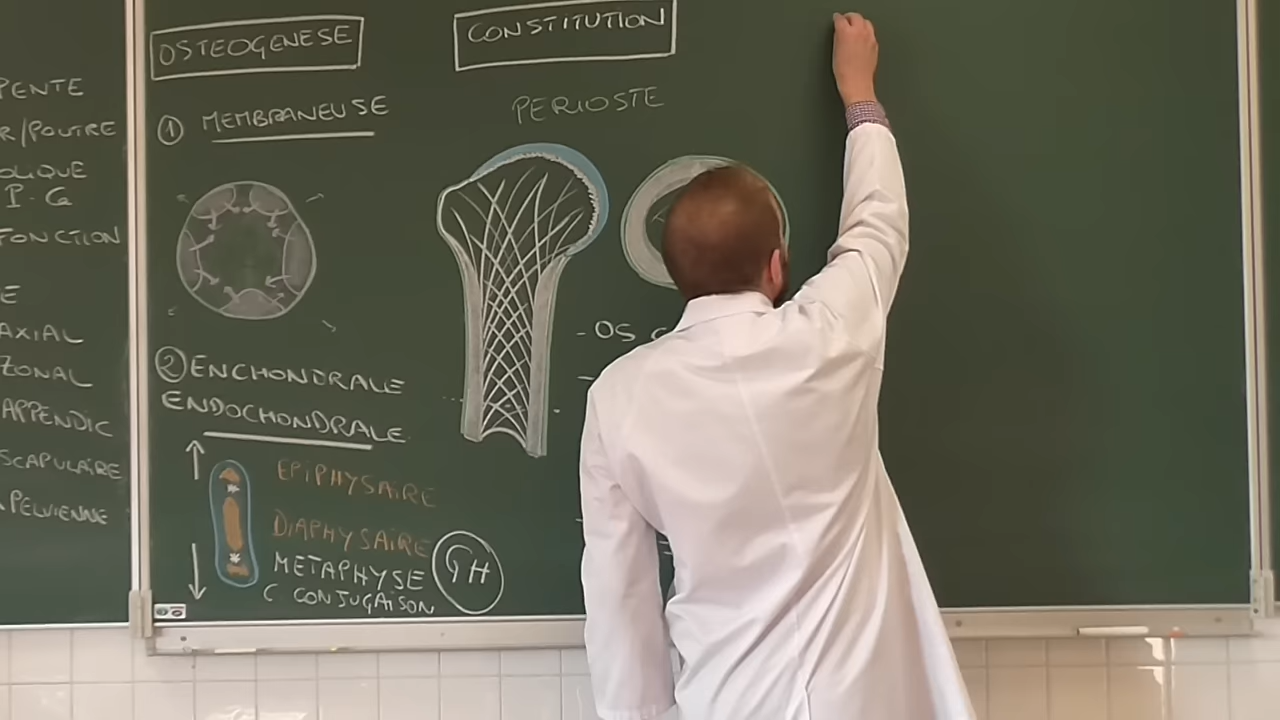 PENTE
R/POUTRE
OLIQUE
P. Ca
FONCTION
E
AXIAL
ZONAL
APPENDIC
SCAPULAIRE
PELVIENNE
OSTEOGENESE
① MEMBRANEUSE
② ENCHONDRALE
ENDOCHONDRALE
EPIPHYSAIRE
DIAPHYSAIRE
METAPHYSE
C CONJUGAISON
GH
CONSTITUTION
PERIOSTE
- OS